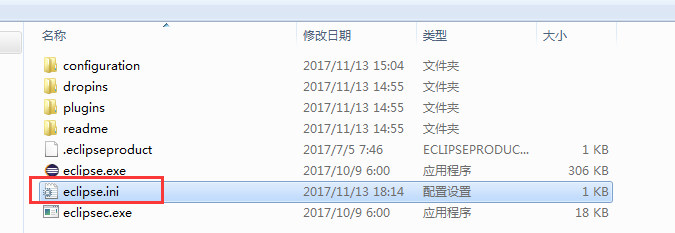 名称 修改日期 类型 大小
configuration 2017/11/13 15:04 文件夹
dropins 2017/11/13 14:55 文件夹
plugins 2017/11/13 14:55 文件夹
readme 2017/11/13 14:55 文件夹
.eclipseproduct 2017/7/5 7:46 ECLIPSEPRODUC... 1 KB
eclipse.exe 2017/10/9 6:00 应用程序 306 KB
eclipse.ini 2017/11/13 18:14 配置设置 1 KB
eclipsec.exe 2017/10/9 6:00 应用程序 18 KB